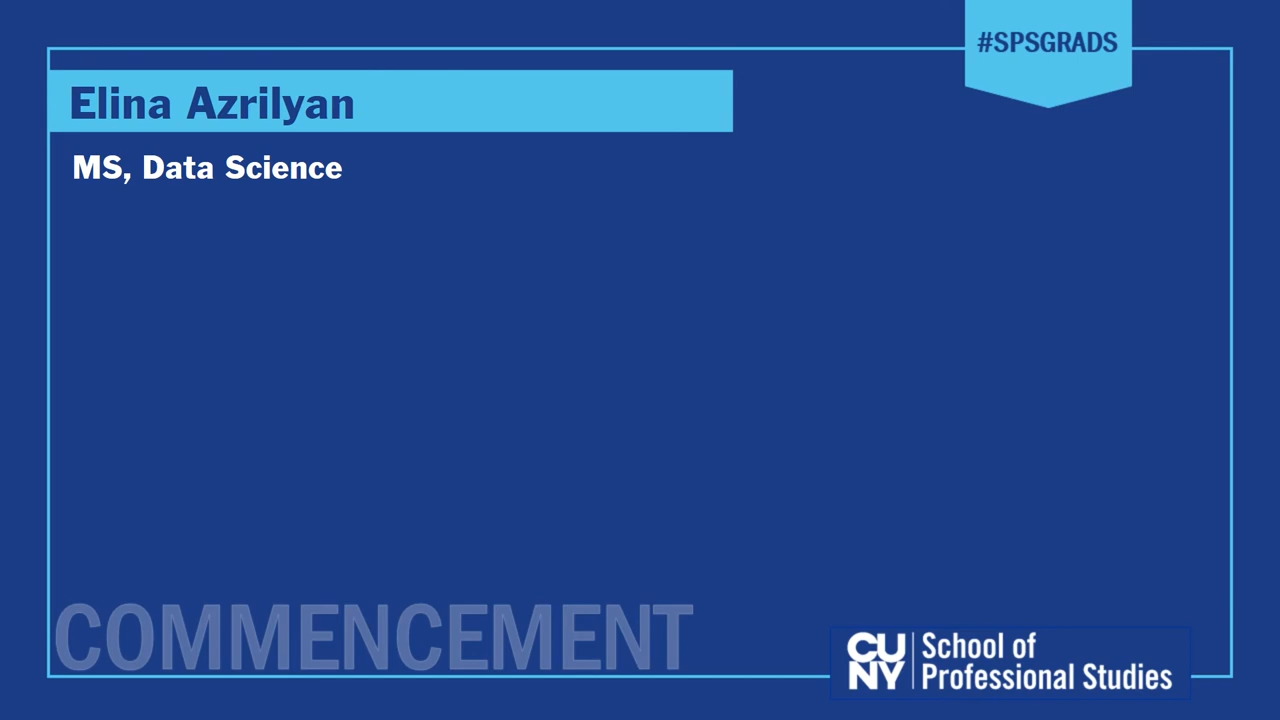 #SPSGRADS
Elina Azrilyan
MS, Data Science
COMMENCEMENT
CU
NY
School of
Professional Studies